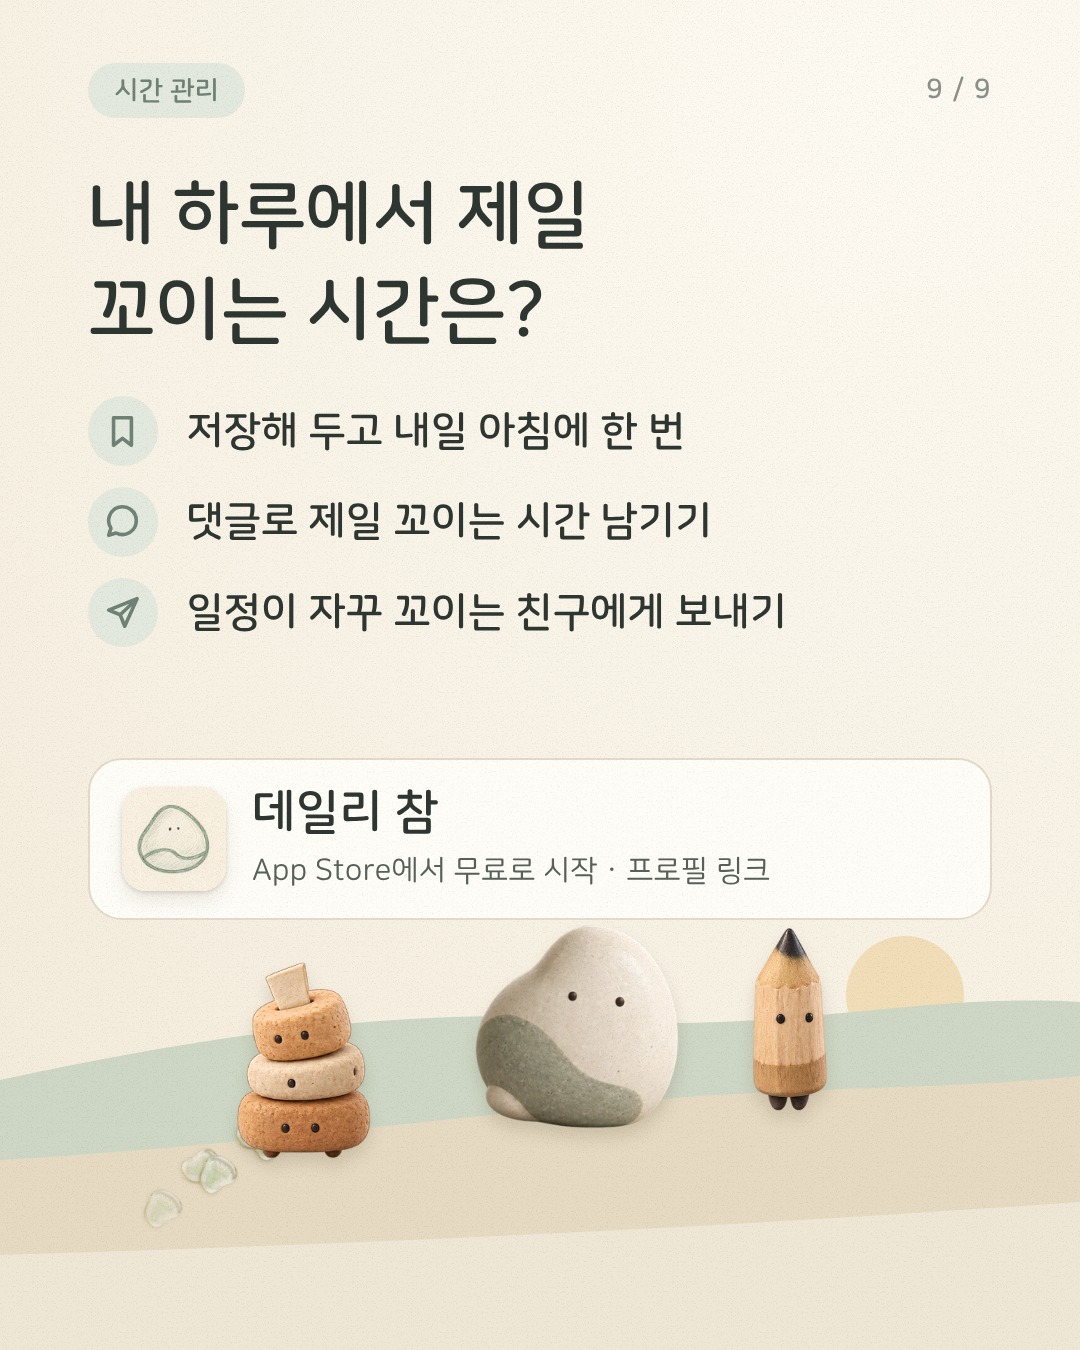 시간 관리
9 / 9
내 하루에서 제일
꼬이는 시간은?
저장해 두고 내일 아침에 한 번
댓글로 제일 꼬이는 시간 남기기
일정이 자꾸 꼬이는 친구에게 보내기
데일리 참
App Store에서 무료로 시작 · 프로필 링크